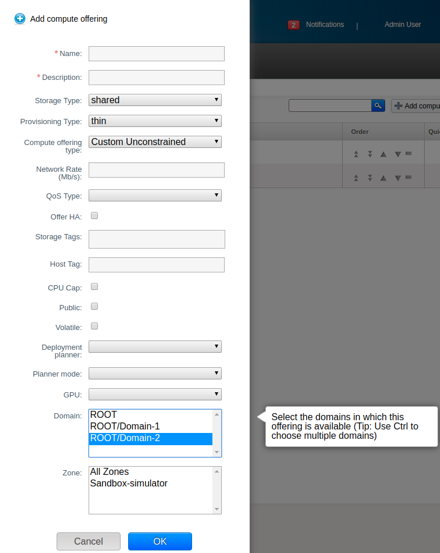 Add compute offering
2 Notifications | Admin User
* Name:
* Description:
Storage Type: shared
Provisioning Type: thin
Compute offering type: Custom Unconstrained
Network Rate (Mb/s):
QoS Type:
Offer HA:
Storage Tags:
Host Tag:
CPU Cap:
Public:
Volatile:
Deployment planner:
Planner mode:
GPU:
Domain:
ROOT
ROOT/Domain-1
ROOT/Domain-2
Zone:
All Zones
Sandbox-simulator
Cancel
OK
Add compu
Order
Qui
Select the domains in which this
offering is available (Tip: Use Ctrl to
choose multiple domains)